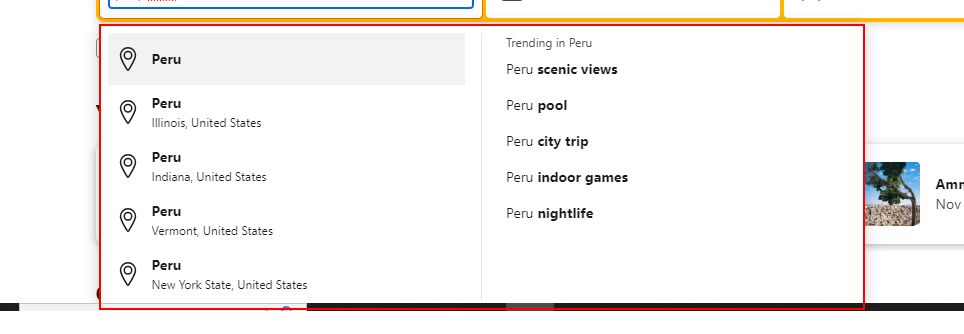 Peru
Peru
Illinois, United States
Peru
Indiana, United States
Peru
Vermont, United States
Peru
New York State, United States
Trending in Peru
Peru scenic views
Peru pool
Peru city trip
Peru indoor games
Peru nightlife
Nov